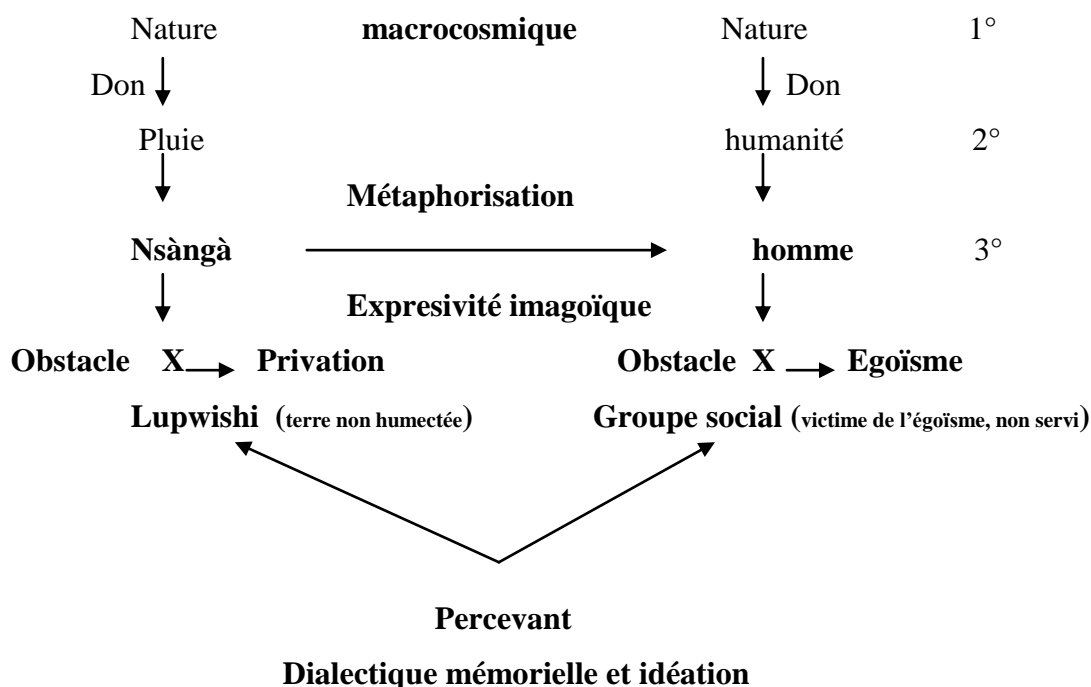 Nature macrocosmique Nature 1°
Don Don
Pluie humanité 2°
Métaphorisation
Nsàngà homme 3°
Expresivité imagoïque
Obstacle X Privation Obstacle X Egoïsme
Lupwishi (terre non humectée) Groupe social (victime de l'égoïsme, non servi)
Percevant
Dialectique mémorielle et idéation